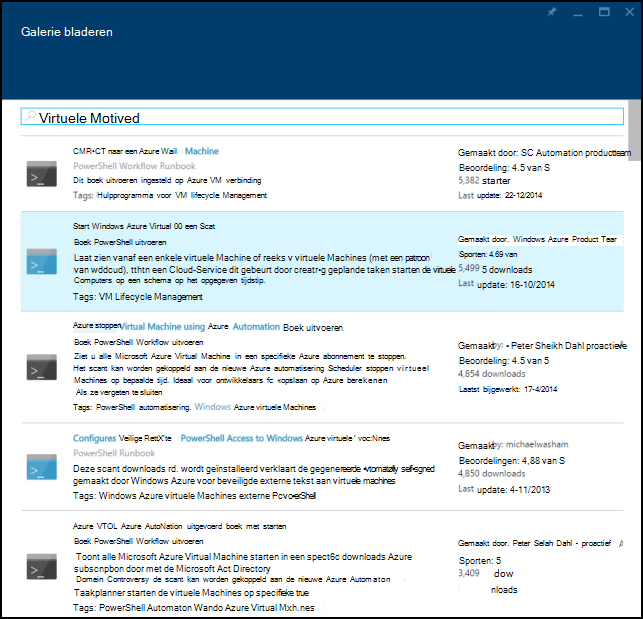 Galerie bladeren
Virtuele Motived
CMR•CT naar een Azure Wail Machine
PowerShell Workflow Runbook
Dit boek uitvoeren ingesteld op Azure VM verbinding
Tags: Hulpprogramma voor VM lifecycle Management
Gemaakt door: SC Automation productteam
Beoordeling: 4.5 van S
5,382 starter
Last update: 22-12/2014
Start Windows Azure Virtual 00 een Scat
Boek PowerShell uitvoeren
Laat zien vanaf een enkele virtuele Machine of reeks v virtuele Machines (met een patroon
van wddcud), tthtn een Cloud-Service dit gebeurt door creatr•g geplande taken starten de virtuele
Computers op een schema op het opgegeven tijdstip.
Tags: VM Lifecycle Management
Gemaakt door. Windows Azure Product Tear
Sporten: 4.69 van
5,499 5 downloads
Last update: 16-10/2014
Azure stoppen Virtual Machine using Azure Automation Boek uitvoeren
Boek PowerShell Workflow uitvoeren
Ziet u alle Microsoft Azure Virtual Machine in een specifieke Azure abonnement te stoppen.
Het scant kan worden gekoppeld aan de nieuwe Azure automatisering Scheduler stoppen virtueel
Machines op bepaalde tijd. Ideaal voor ontwikkelaars fc «opslaan op Azure berekenen
Als ze vergeten te sluiten
Tags: PowerShell automatisering. Windows Azure virtuele Machines
Gemaakt by: • Peter Sheikh Dahl proactieve
Beoordeling: 4.5 van 5
4,854 downloads
Laatst bijgewerkt: 17-4/2014
Configures Veilige RettX'te PowerShell Access to Windows Azure virtuele ' voc:Nnes
PowerShell Runbook
Deze scant downloads rd. wordt geïnstalleerd verklaart de gegenereerde •vtomatally self-sgned
gemaakt door Windows Azure voor beveiligde externe tekst aan virtuele machines
Tags: Windows Azure virtuele Machines externe Pcvo•erShell
Gemaakt by: michaelwasham
Beoordelingen: 4,88 van S
4,850 downloads
Last update: 4-11/2013
Azure VTOL Azure AutoNation uitgevoerd boek met starten
Boek PowerShell Workflow uitvoeren
Toont alle Microsoft Azure Virtual Machine starten in een spect6c downloads Azure
subscnpbon door met de Microsoft Act Directory
Domein Controversy de scant kan worden gekoppeld aan de nieuwe Azure Automaton
Taakplanner starten de virtuele Machines op specifieke true
Tags: PowerShell Automaton Wando Azure Virtual Mxh.nes
Gemaakt door. Peter Selah Dahl - proactief
Sporten: 5
3,409 dow
nloads